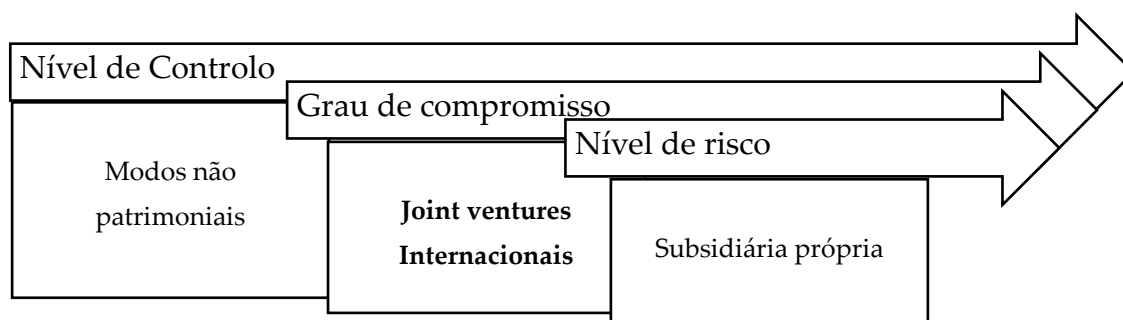 Nível de Controlo
Grau de compromisso
Nível de risco
Modos não
patrimoniais
Joint ventures
Internacionais
Subsidiária própria